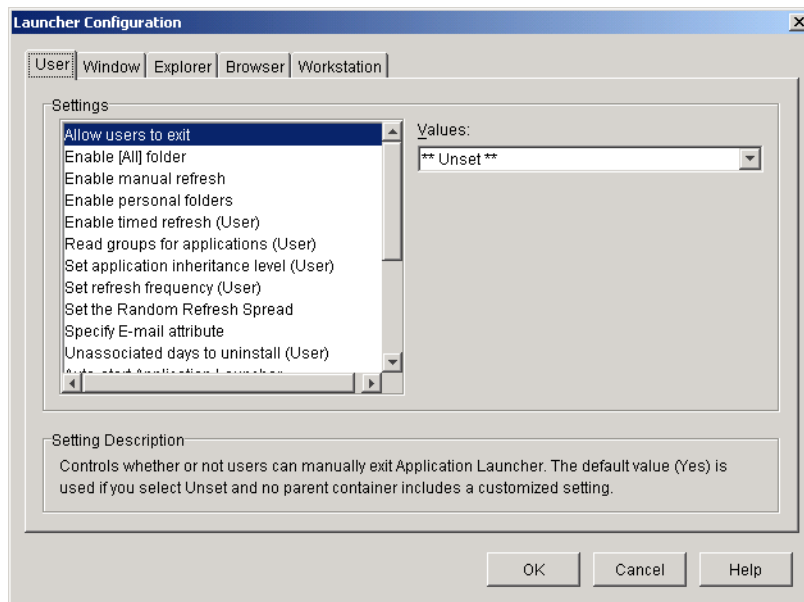 Launcher Configuration
User Window Explorer Browser Workstation
Settings
Allow users to exit
Enable [All] folder
Enable manual refresh
Enable personal folders
Enable timed refresh (User)
Read groups for applications (User)
Set application inheritance level (User)
Set refresh frequency (User)
Set the Random Refresh Spread
Specify E-mail attribute
Unassociated days to uninstall (User)
Values:
** Unset **
Setting Description
Controls whether or not users can manually exit Application Launcher. The default value (Yes) is
used if you select Unset and no parent container includes a customized setting.
OK Cancel Help